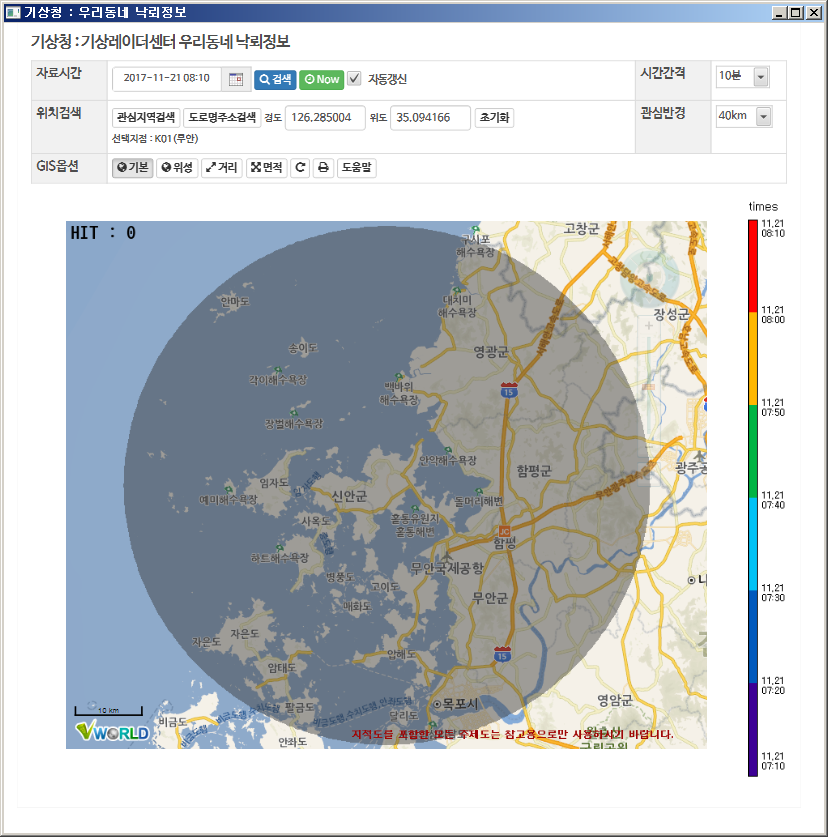 기상청 : 우리동네 낙뢰정보
기상청 : 기상레이더센터 우리동네 낙뢰정보
자료시간
2017-11-21 08:10
검색
Now
자동갱신
시간간격
10분
위치검색
관심지역검색
도로명주소검색
경도
126.285004
위도
35.094166
초기화
선택지점 : K01 (무안)
관심반경
40km
GIS옵션
기본
위성
거리
면적
도움말
times
HIT : 0
11.21
08:10
11.21
08:00
11.21
07:50
11.21
07:40
11.21
07:30
11.21
07:20
11.21
07:10
고창군
해수욕장
안마도
대치미
해수욕장
장성군
송이도
영광군
각이해수욕장
백바위
해수욕장
15
장벌해수욕장
안악해수욕장
함평군
임자도
신안군
예미해수욕장
돌머리해변
사옥도
홀통유원지
홀통해변
하트해수욕장
함평
무안국제공항
병풍도
고이도
매화도
무안군
자은도
자은도
압해도
15
암태도
영암군
팔금도
목포시
비금도
달리도
안좌도
10 km
VWORLD
지적도를 포함한 모든 주제도는 참고용으로만 사용하시기 바랍니다.